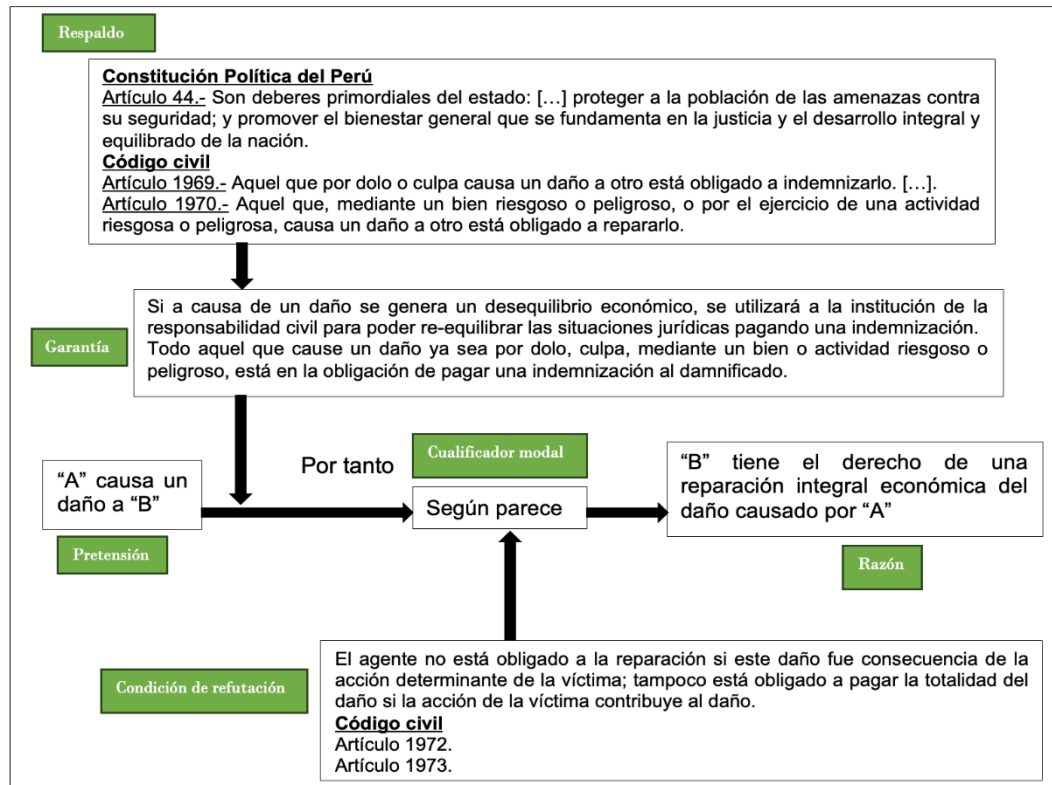 Respaldo
Constitución Política del Perú
Artículo 44.- Son deberes primordiales del estado: […] proteger a la población de las amenazas contra
su seguridad; y promover el bienestar general que se fundamenta en la justicia y el desarrollo integral y
equilibrado de la nación.
Código civil
Artículo 1969.- Aquel que por dolo o culpa causa un daño a otro está obligado a indemnizarlo. […].
Artículo 1970.- Aquel que, mediante un bien riesgoso o peligroso, o por el ejercicio de una actividad
riesgosa o peligrosa, causa un daño a otro está obligado a repararlo.
Garantía
Si a causa de un daño se genera un desequilibrio económico, se utilizará a la institución de la
responsabilidad civil para poder re-equilibrar las situaciones jurídicas pagando una indemnización.
Todo aquel que cause un daño ya sea por dolo, culpa, mediante un bien o actividad riesgoso o
peligroso, está en la obligación de pagar una indemnización al damnificado.
“A” causa un
daño a “B”
Pretensión
Por tanto
Cualificador modal
Según parece
“B” tiene el derecho de una
reparación integral económica del
daño causado por “A”
Razón
Condición de refutación
El agente no está obligado a la reparación si este daño fue consecuencia de la
acción determinante de la víctima; tampoco está obligado a pagar la totalidad del
daño si la acción de la víctima contribuye al daño.
Código civil
Artículo 1972.
Artículo 1973.